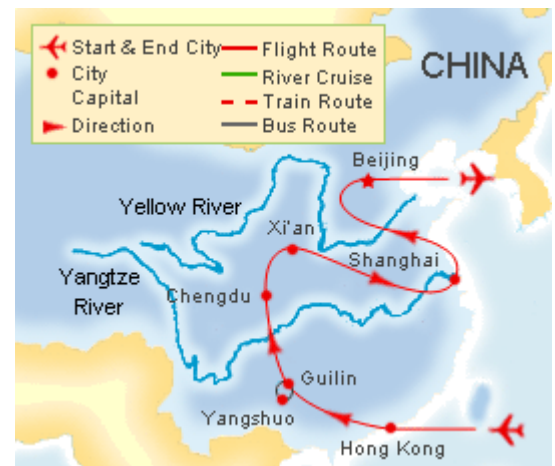 Start & End City
City
Capital
Direction
Flight Route
River Cruise
Train Route
Bus Route
CHINA
Beijing
Yellow River
Xi'an
Shanghai
Yangtze
River
Chengdu
Guilin
Yangshuo
Hong Kong